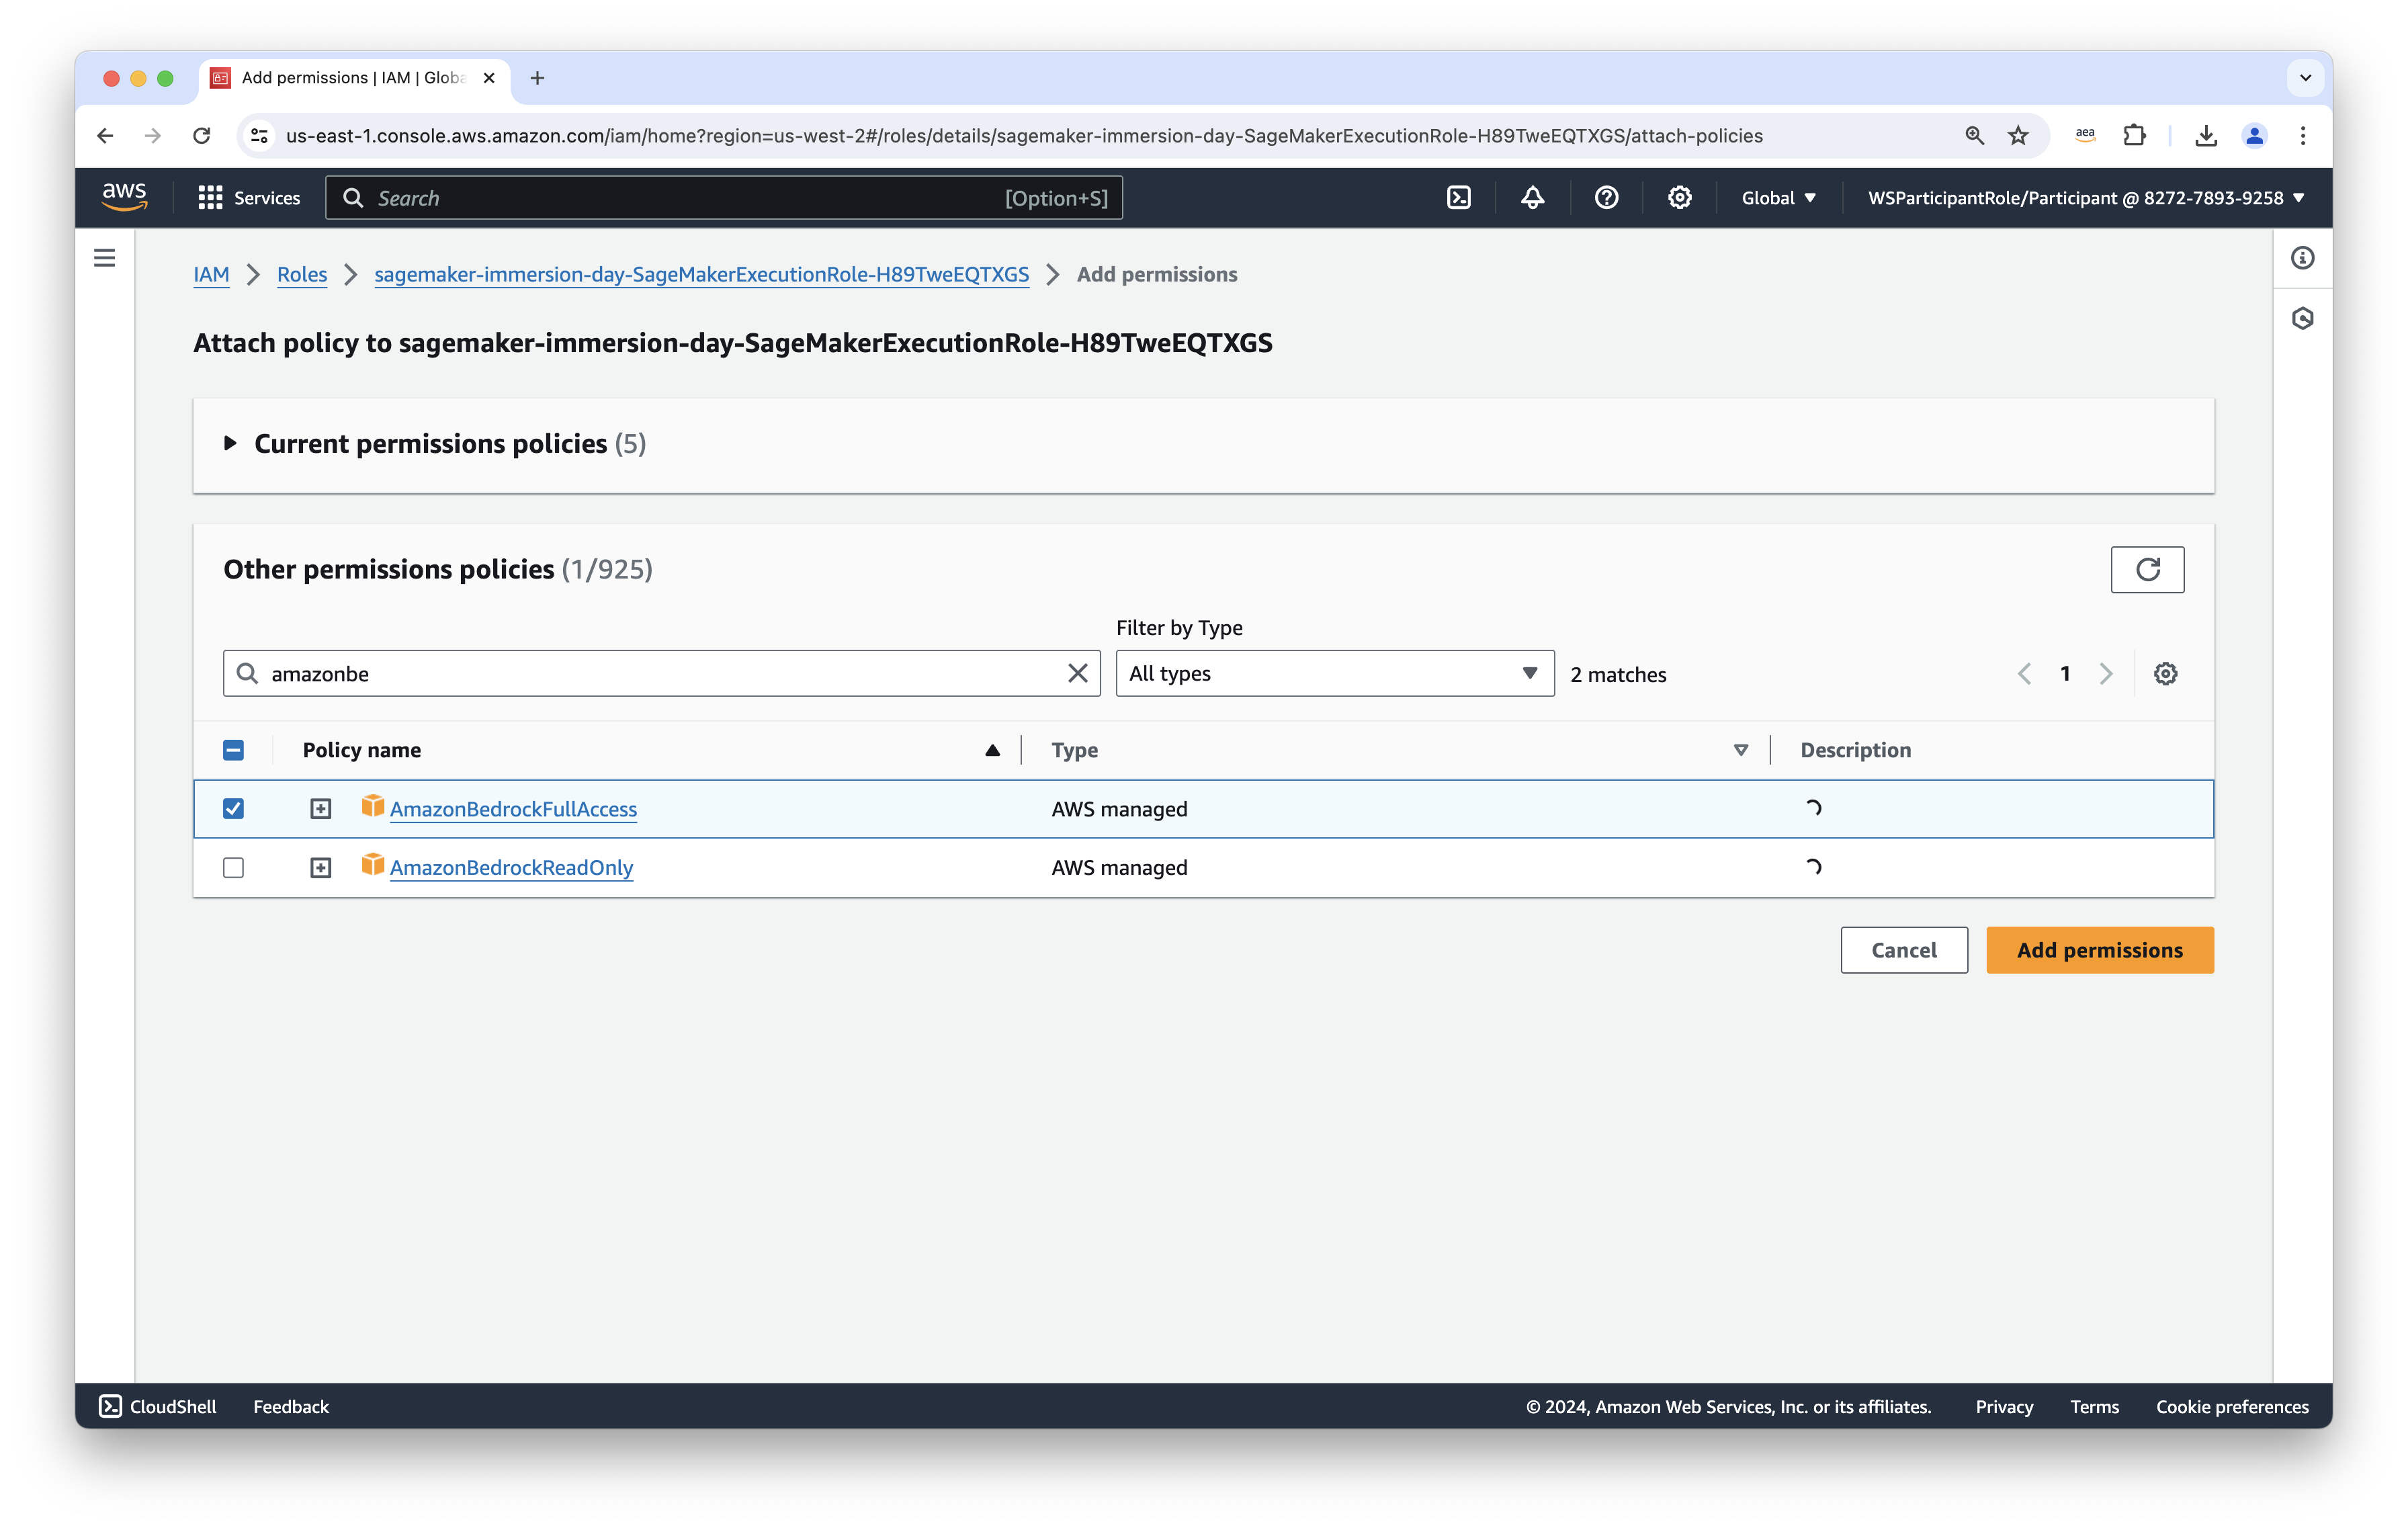 Add permissions | IAM | Globa
us-east-1.console.aws.amazon.com/iam/home?region=us-west-2#/roles/details/sagemaker-immersion-day-SageMakerExecutionRole-H89TweEQTXGS/attach-policies
aea
aws
Services
Search
[Option+S]
Global
WSParticipantRole/Participant @ 8272-7893-9258
IAM
Roles
sagemaker-immersion-day-SageMakerExecutionRole-H89TweEQTXGS
Add permissions
Attach policy to sagemaker-immersion-day-SageMakerExecutionRole-H89TweEQTXGS
Current permissions policies (5)
Other permissions policies (1/925)
Filter by Type
amazonbe
All types
2 matches
1
Policy name
Type
Description
AmazonBedrockFullAccess
AWS managed
AmazonBedrockReadOnly
AWS managed
Cancel
Add permissions
CloudShell
Feedback
© 2024, Amazon Web Services, Inc. or its affiliates.
Privacy
Terms
Cookie preferences